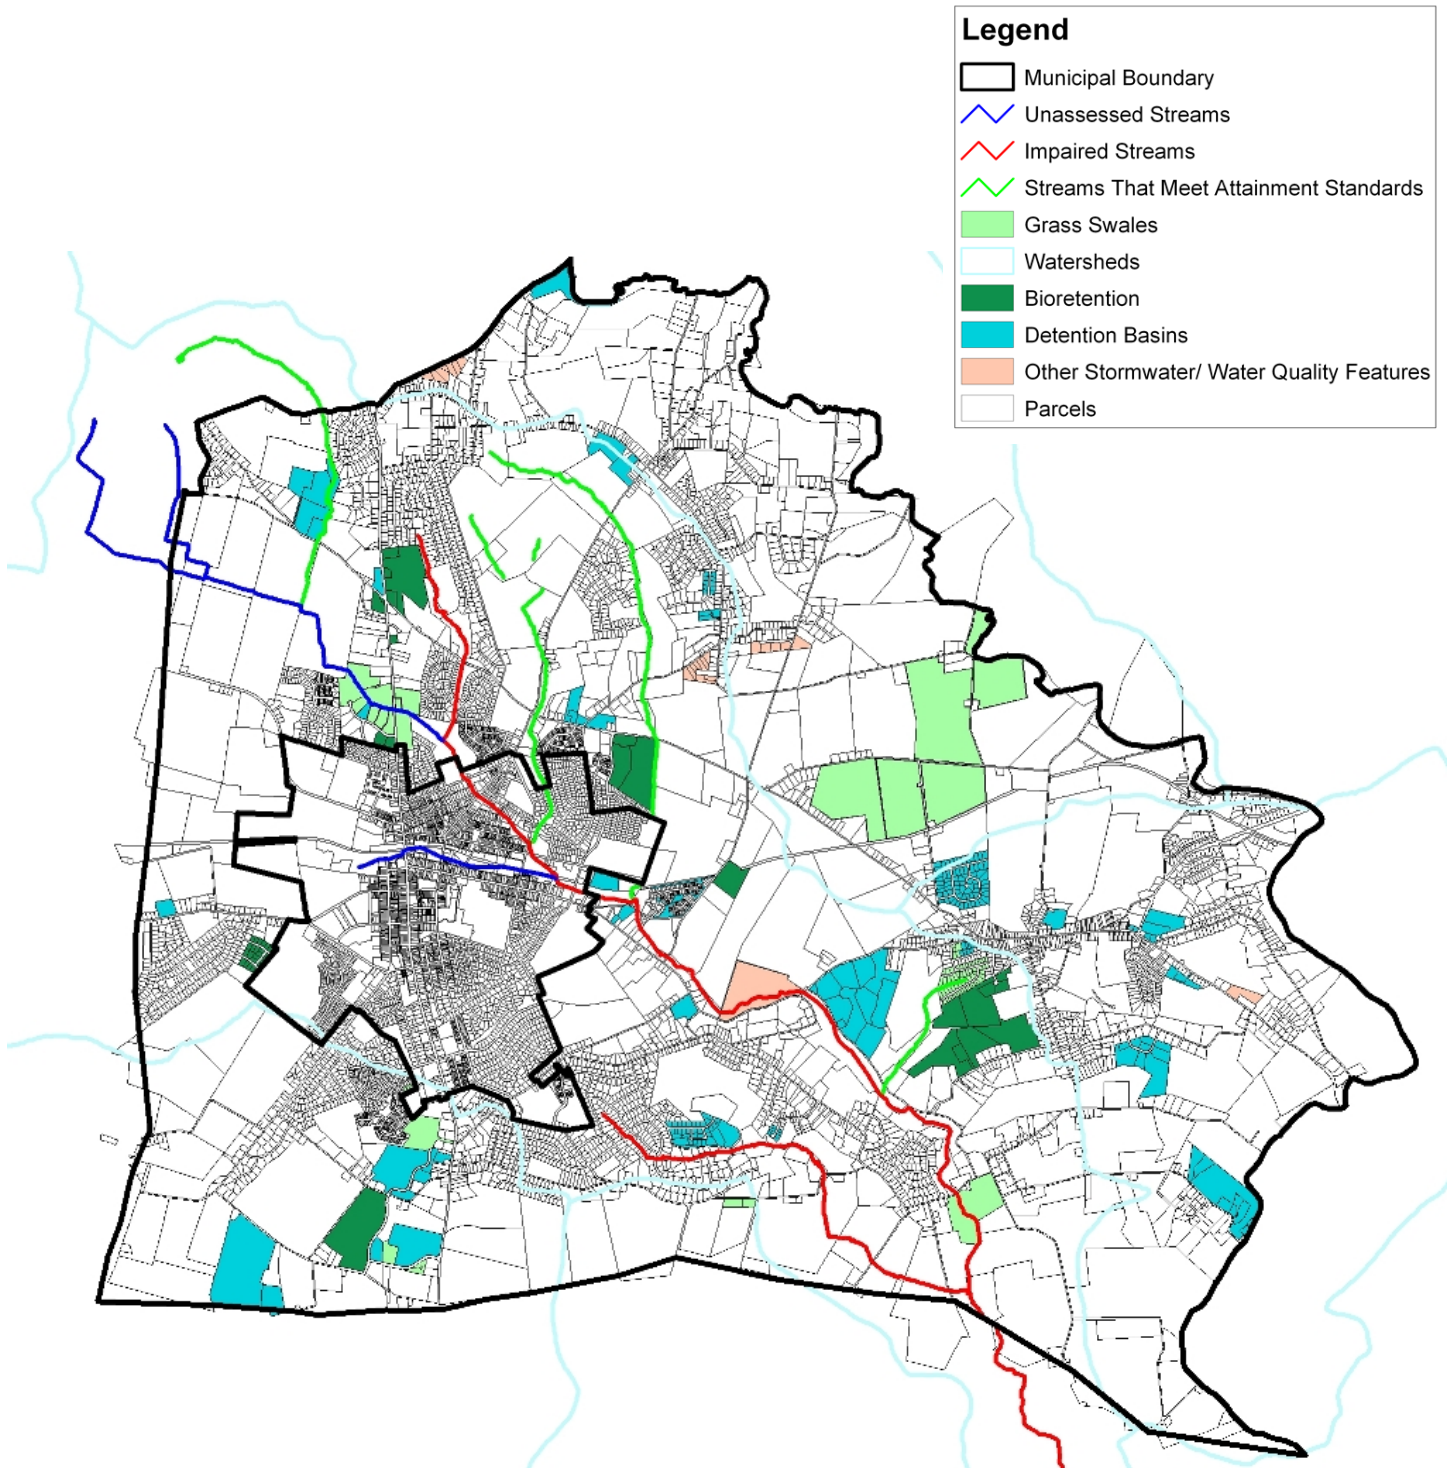 Legend
Municipal Boundary
Unassessed Streams
Impaired Streams
Streams That Meet Attainment Standards
Grass Swales
Watersheds
Bioretention
Detention Basins
Other Stormwater/ Water Quality Features
Parcels